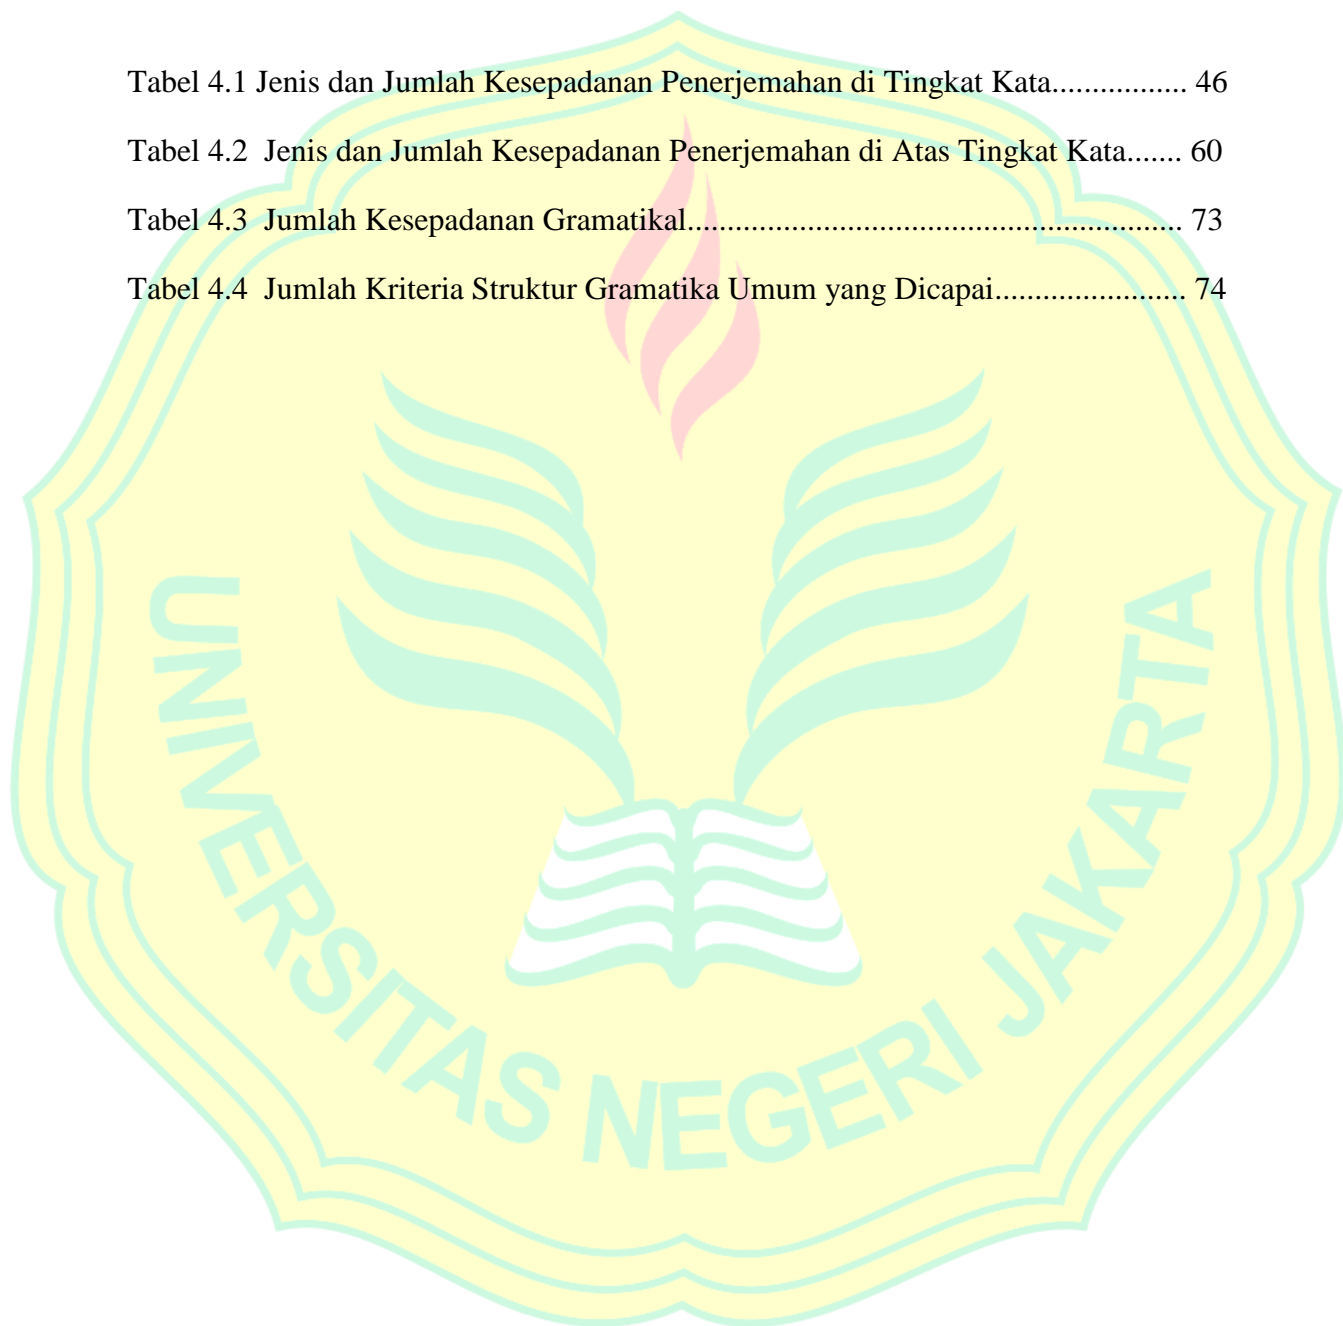 Tabel 4.1 Jenis dan Jumlah Kesepadanan Penerjemahan di Tingkat Kata................. 46
Tabel 4.2  Jenis dan Jumlah Kesepadanan Penerjemahan di Atas Tingkat Kata....... 60
Tabel 4.3  Jumlah Kesepadanan Gramatikal.............................................................. 73
Tabel 4.4  Jumlah Kriteria Struktur Gramatika Umum yang Dicapai........................ 74
UNIVERSITAS NEGERI JAKARTA